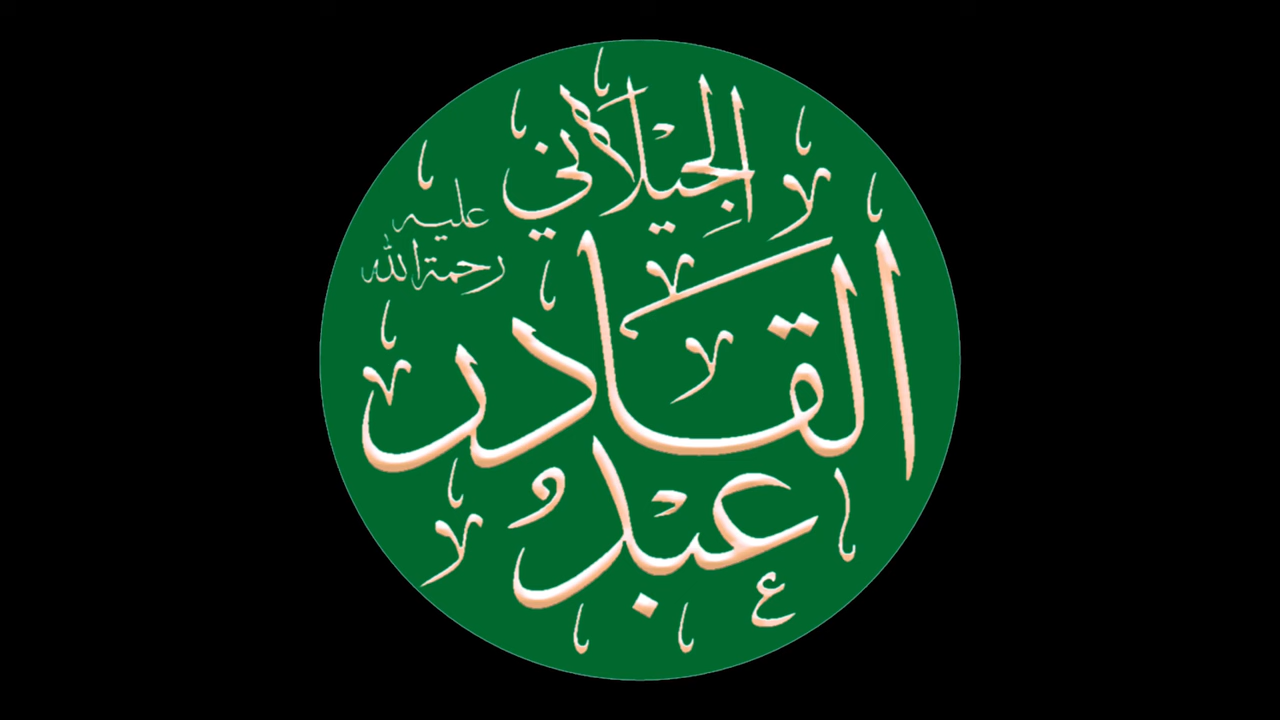 عبدُ
القادر
الجيلاني
رحمة الله
عليه